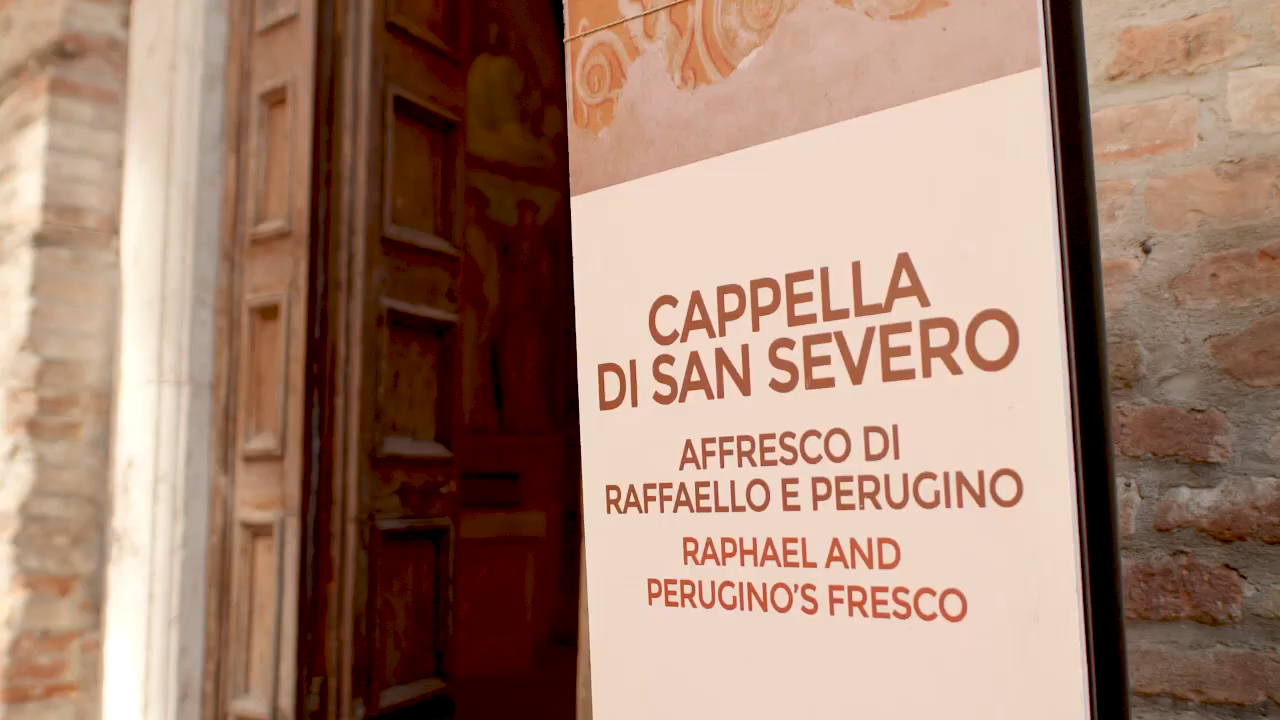 CAPPELLA
DI SAN SEVERO
AFFRESCO DI
RAFFAELLO E PERUGINO
RAPHAEL AND
PERUGINO'S FRESCO